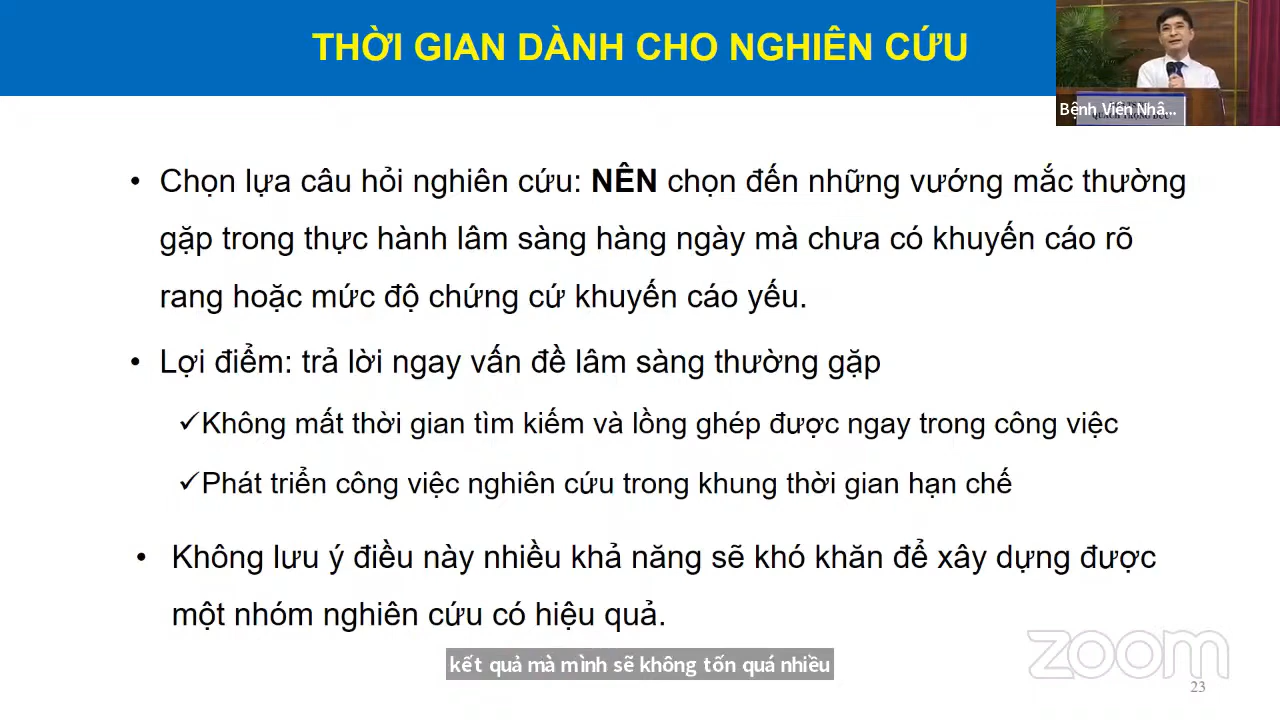 THỜI GIAN DÀNH CHO NGHIÊN CỨU
Bệnh Viện Nhâ...
QUÁCH TRỌNG ĐỨC
• Chọn lựa câu hỏi nghiên cứu: NÊN chọn đến những vướng mắc thường
gặp trong thực hành lâm sàng hàng ngày mà chưa có khuyến cáo rõ
rang hoặc mức độ chứng cứ khuyến cáo yếu.
• Lợi điểm: trả lời ngay vấn đề lâm sàng thường gặp
✓Không mất thời gian tìm kiếm và lồng ghép được ngay trong công việc
✓Phát triển công việc nghiên cứu trong khung thời gian hạn chế
• Không lưu ý điều này nhiều khả năng sẽ khó khăn để xây dựng được
một nhóm nghiên cứu có hiệu quả.
kết quả mà mình sẽ không tốn quá nhiều
zoom
23